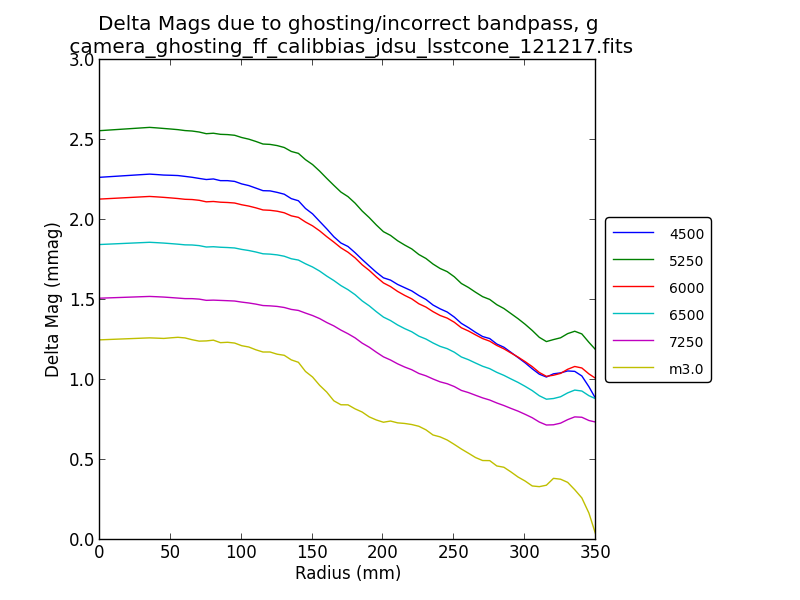 Delta Mags due to ghosting/incorrect bandpass, g
camera_ghosting_ff_calibbias_jdsu_lsstcone_121217.fits
3.0
2.5
2.0
1.5
1.0
0.5
0.0
Delta Mag (mmag)
0 50 100 150 200 250 300 350
Radius (mm)
4500
5250
6000
6500
7250
m3.0